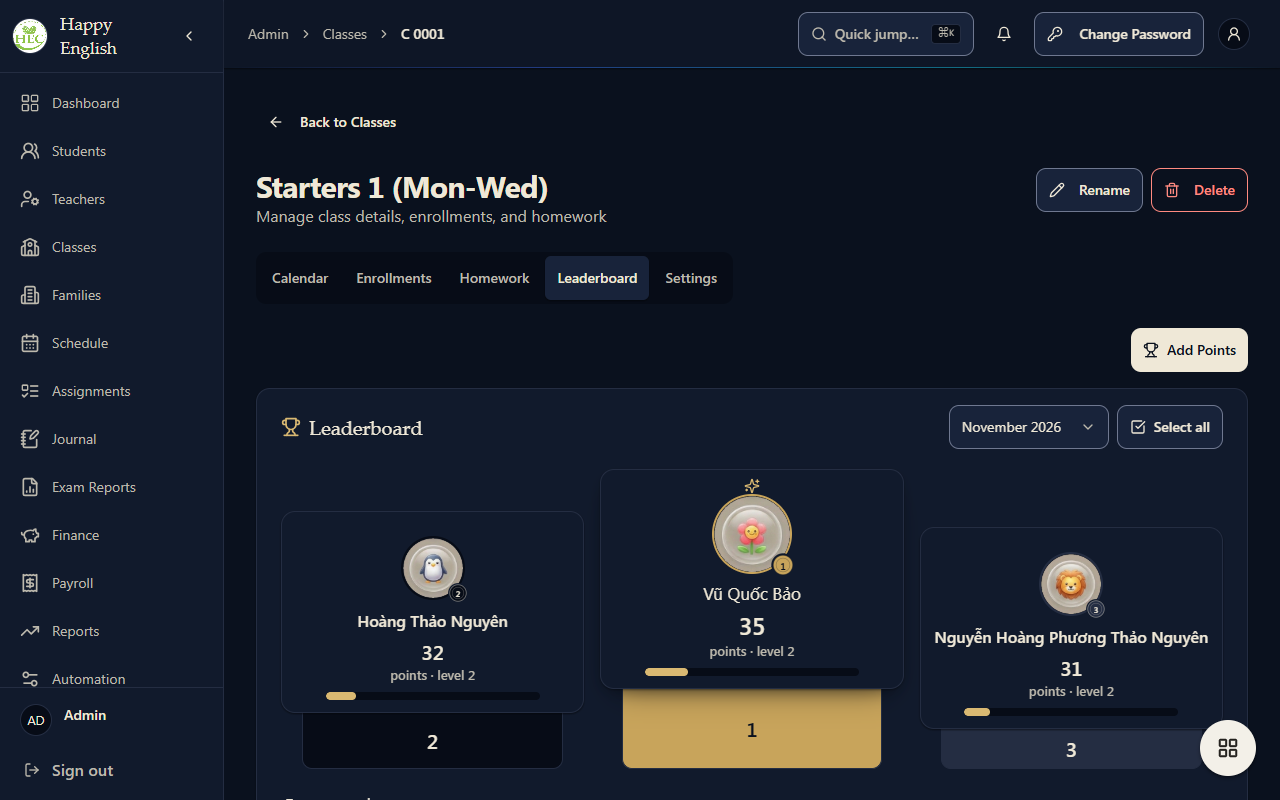 HEC
Happy
English
Admin
Classes
C 0001
Quick jump...
⌘K
Change Password
Dashboard
Students
Teachers
Classes
Families
Schedule
Assignments
Journal
Exam Reports
Finance
Payroll
Reports
Automation
AD
Admin
Sign out
Back to Classes
Starters 1 (Mon-Wed)
Manage class details, enrollments, and homework
Rename
Delete
Calendar
Enrollments
Homework
Leaderboard
Settings
Add Points
Leaderboard
November 2026
Select all
2
Hoàng Thảo Nguyên
32
points · level 2
2
1
Vũ Quốc Bảo
35
points · level 2
1
3
Nguyễn Hoàng Phương Thảo Nguyên
31
points · level 2
3